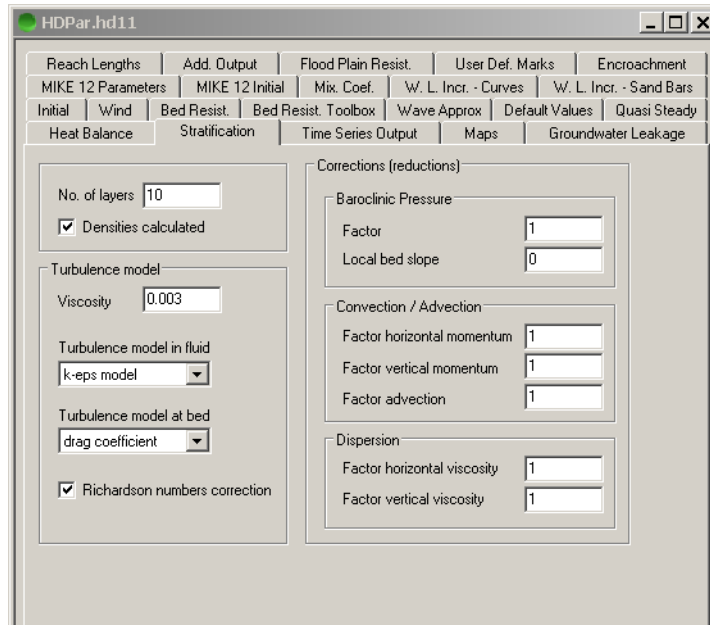 HDPar.hd11
Reach Lengths Add. Output Flood Plain Resist. User Def. Marks Encroachment
MIKE 12 Parameters MIKE 12 Initial Mix. Coef. W. L. Incr. - Curves W. L. Incr. - Sand Bars
Initial Wind Bed Resist. Bed Resist. Toolbox Wave Approx Default Values Quasi Steady
Heat Balance Stratification Time Series Output Maps Groundwater Leakage
No. of layers 10
Densities calculated
Turbulence model
Viscosity 0.003
Turbulence model in fluid
k-eps model
Turbulence model at bed
drag coefficient
Richardson numbers correction
Corrections (reductions)
Baroclinic Pressure
Factor 1
Local bed slope 0
Convection / Advection
Factor horizontal momentum 1
Factor vertical momentum 1
Factor advection 1
Dispersion
Factor horizontal viscosity 1
Factor vertical viscosity 1